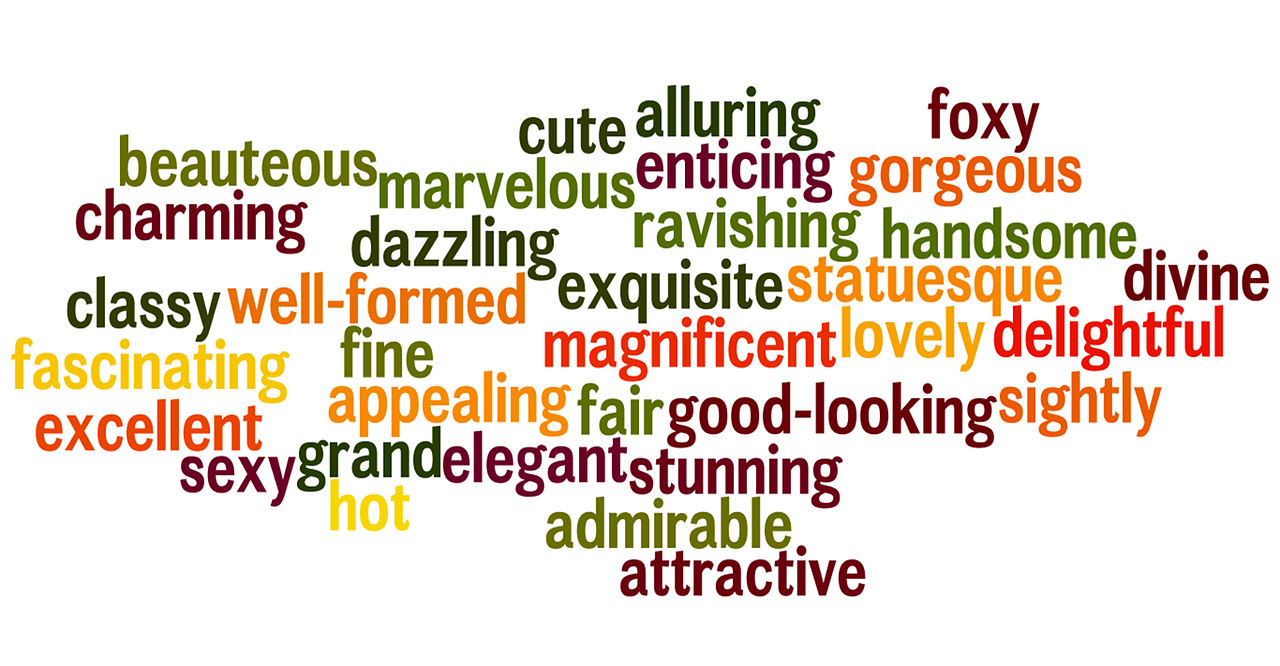 cute alluring foxy
beauteous marvelous enticing gorgeous
charming dazzling ravishing handsome
classy well-formed exquisite statuesque divine
fascinating fine magnificent lovely delightful
excellent appealing fair good-looking sightly
sexy grand elegant stunning
hot admirable
attractive